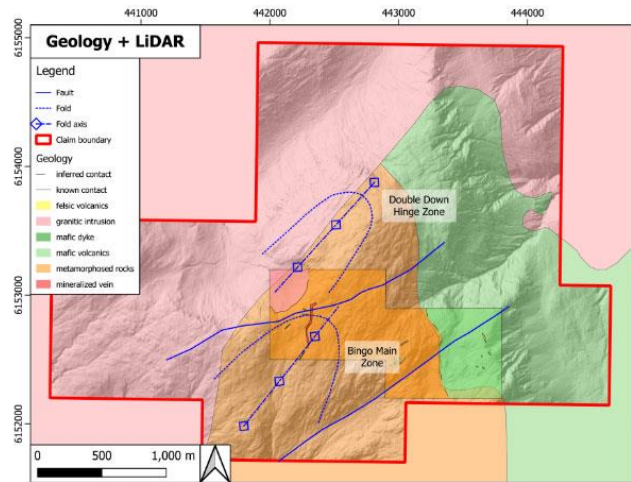 441000 442000 443000 444000
Geology + LiDAR
Legend
Fault
Fold
Fold axis
Claim boundary
Geology
inferred contact
known contact
felsic volcanics
granitic intrusion
mafic dyke
mafic volcanics
metamorphosed rocks
mineralized vein
Double Down
Hinge Zone
Bingo Main
Zone
6155000
6154000
6153000
6152000
0 500 1,000 m